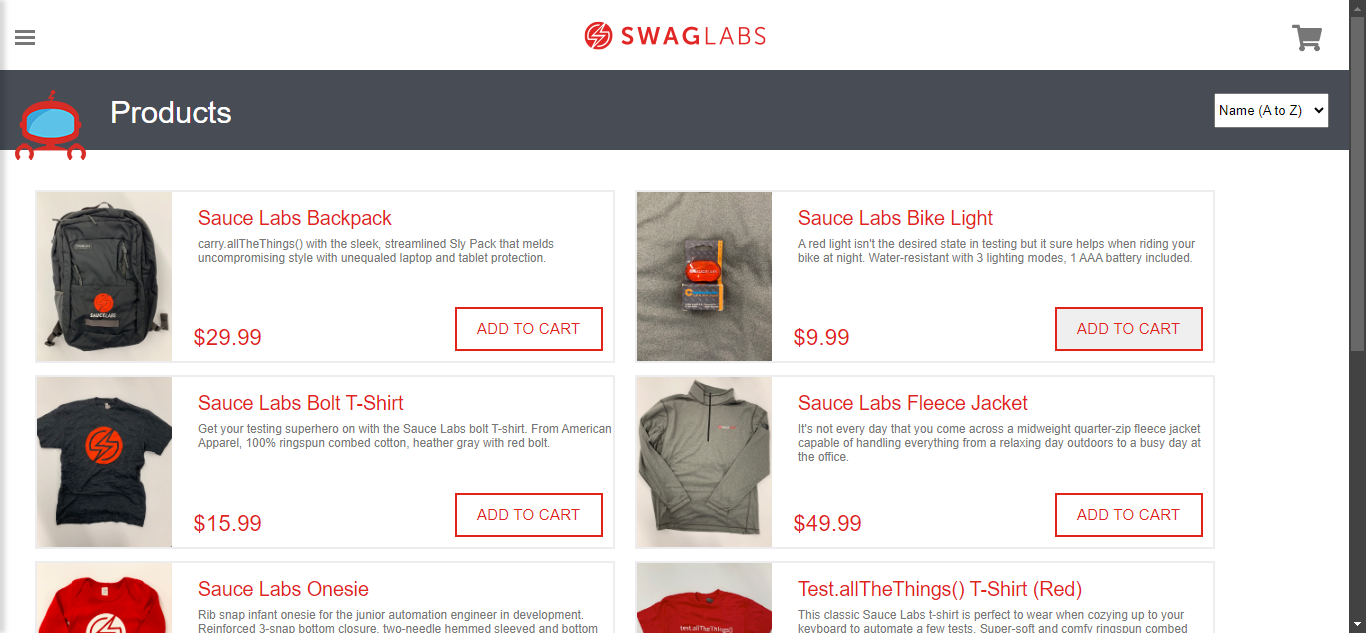 SWAGLABS
Products
Name (A to Z)
Sauce Labs Backpack
carry.allTheThings() with the sleek, streamlined Sly Pack that melds
uncompromising style with unequaled laptop and tablet protection.
$29.99
ADD TO CART
SAUCELABS
Sauce Labs Bike Light
A red light isn't the desired state in testing but it sure helps when riding your
bike at night. Water-resistant with 3 lighting modes, 1 AAA battery included.
$9.99
ADD TO CART
Sauce Labs Bolt T-Shirt
Get your testing superhero on with the Sauce Labs bolt T-shirt. From American
Apparel, 100% ringspun combed cotton, heather gray with red bolt.
$15.99
ADD TO CART
Sauce Labs Fleece Jacket
It's not every day that you come across a midweight quarter-zip fleece jacket
capable of handling everything from a relaxing day outdoors to a busy day at
the office.
$49.99
ADD TO CART
Sauce Labs Onesie
Rib snap infant onesie for the junior automation engineer in development.
Reinforced 3-snap bottom closure, two-needle hemmed sleeved and bottom
Test.allTheThings() T-Shirt (Red)
This classic Sauce Labs t-shirt is perfect to wear when cozying up to your
keyboard to automate a few tests. Super-soft and comfy ringspun combed
test.allTheThings()